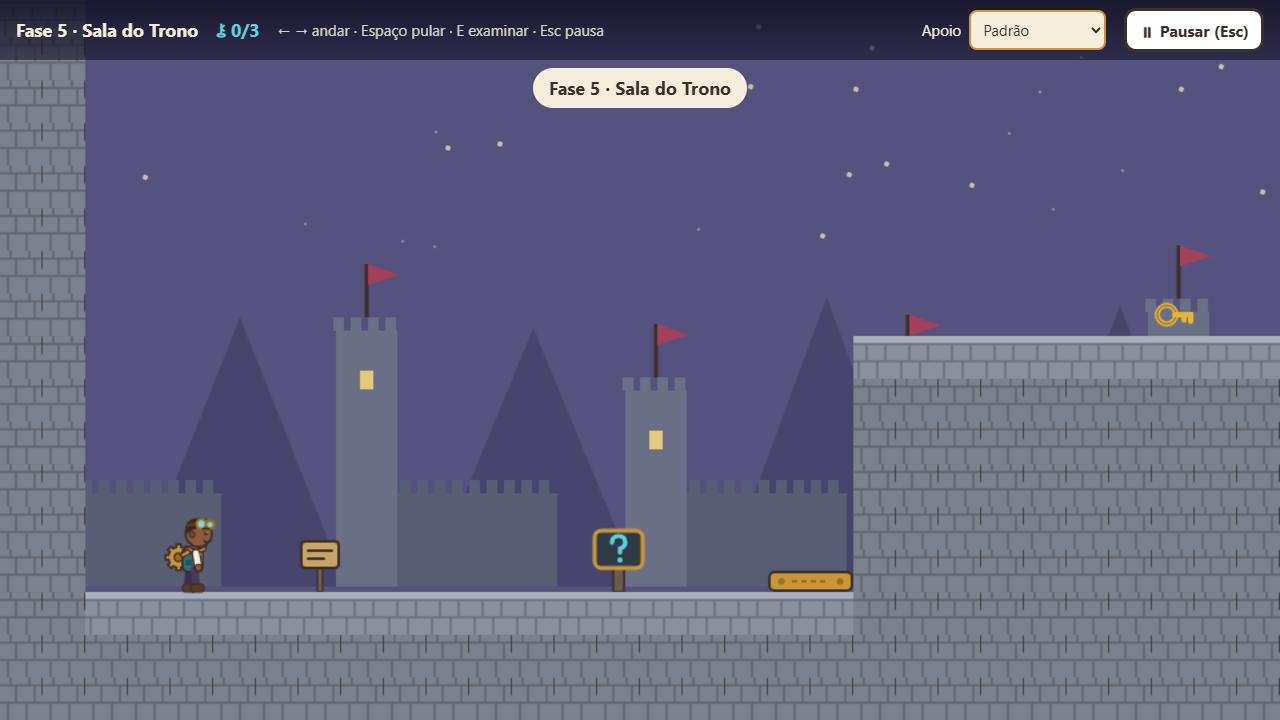 Fase 5 · Sala do Trono 0/3 ← → andar · Espaço pular · E examinar · Esc pausa Apoio Padrão Pausar (Esc)
Fase 5 · Sala do Trono
?